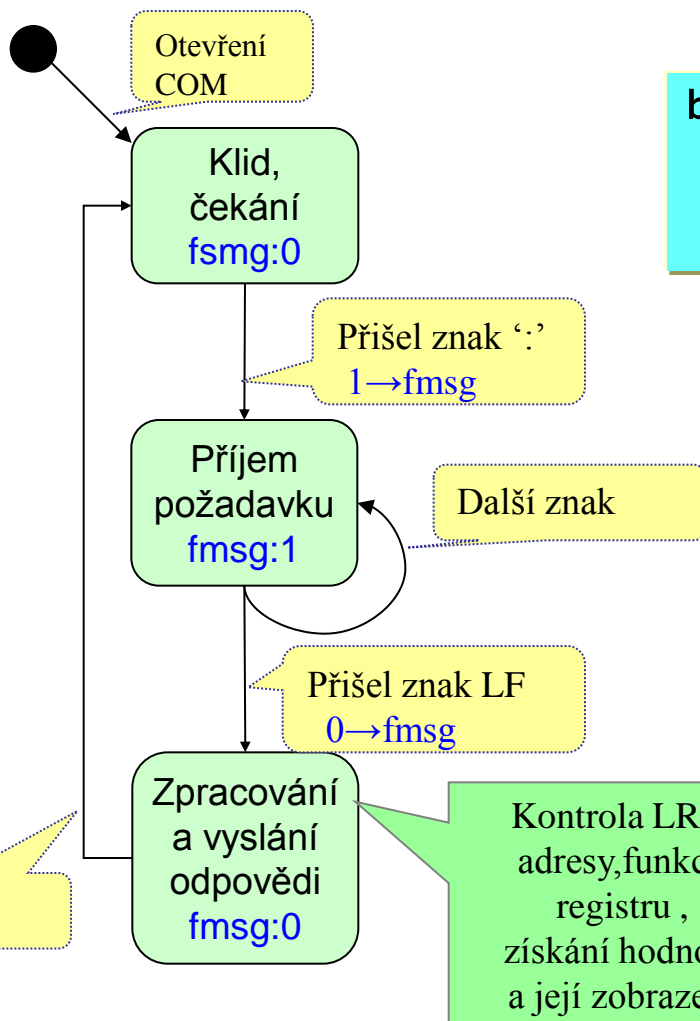 Otevření
COM
b
Klid,
čekání
fsmg:0
Přišel znak ‘:’
1→fmsg
Příjem
požadavku
fmsg:1
Další znak
Přišel znak LF
0→fmsg
Zpracování
a vyslání
odpovědi
fmsg:0
Kontrola LR
adresy,funkc
registru ,
získání hodno
a její zobraze